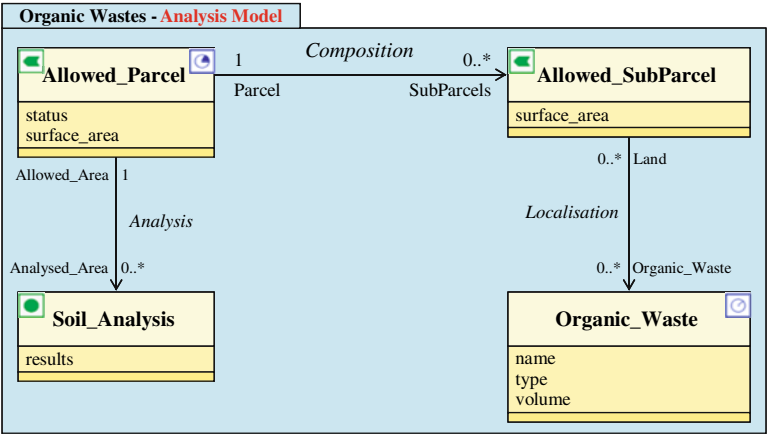 Organic Wastes - Analysis Model
Allowed_Parcel
status
surface_area
1
Composition
0..*
Parcel
SubParcels
Allowed_SubParcel
surface_area
Allowed_Area
1
Analysis
Analysed_Area
0..*
0..*
Land
Localisation
0..*
Organic_Waste
Soil_Analysis
results
Organic_Waste
name
type
volume